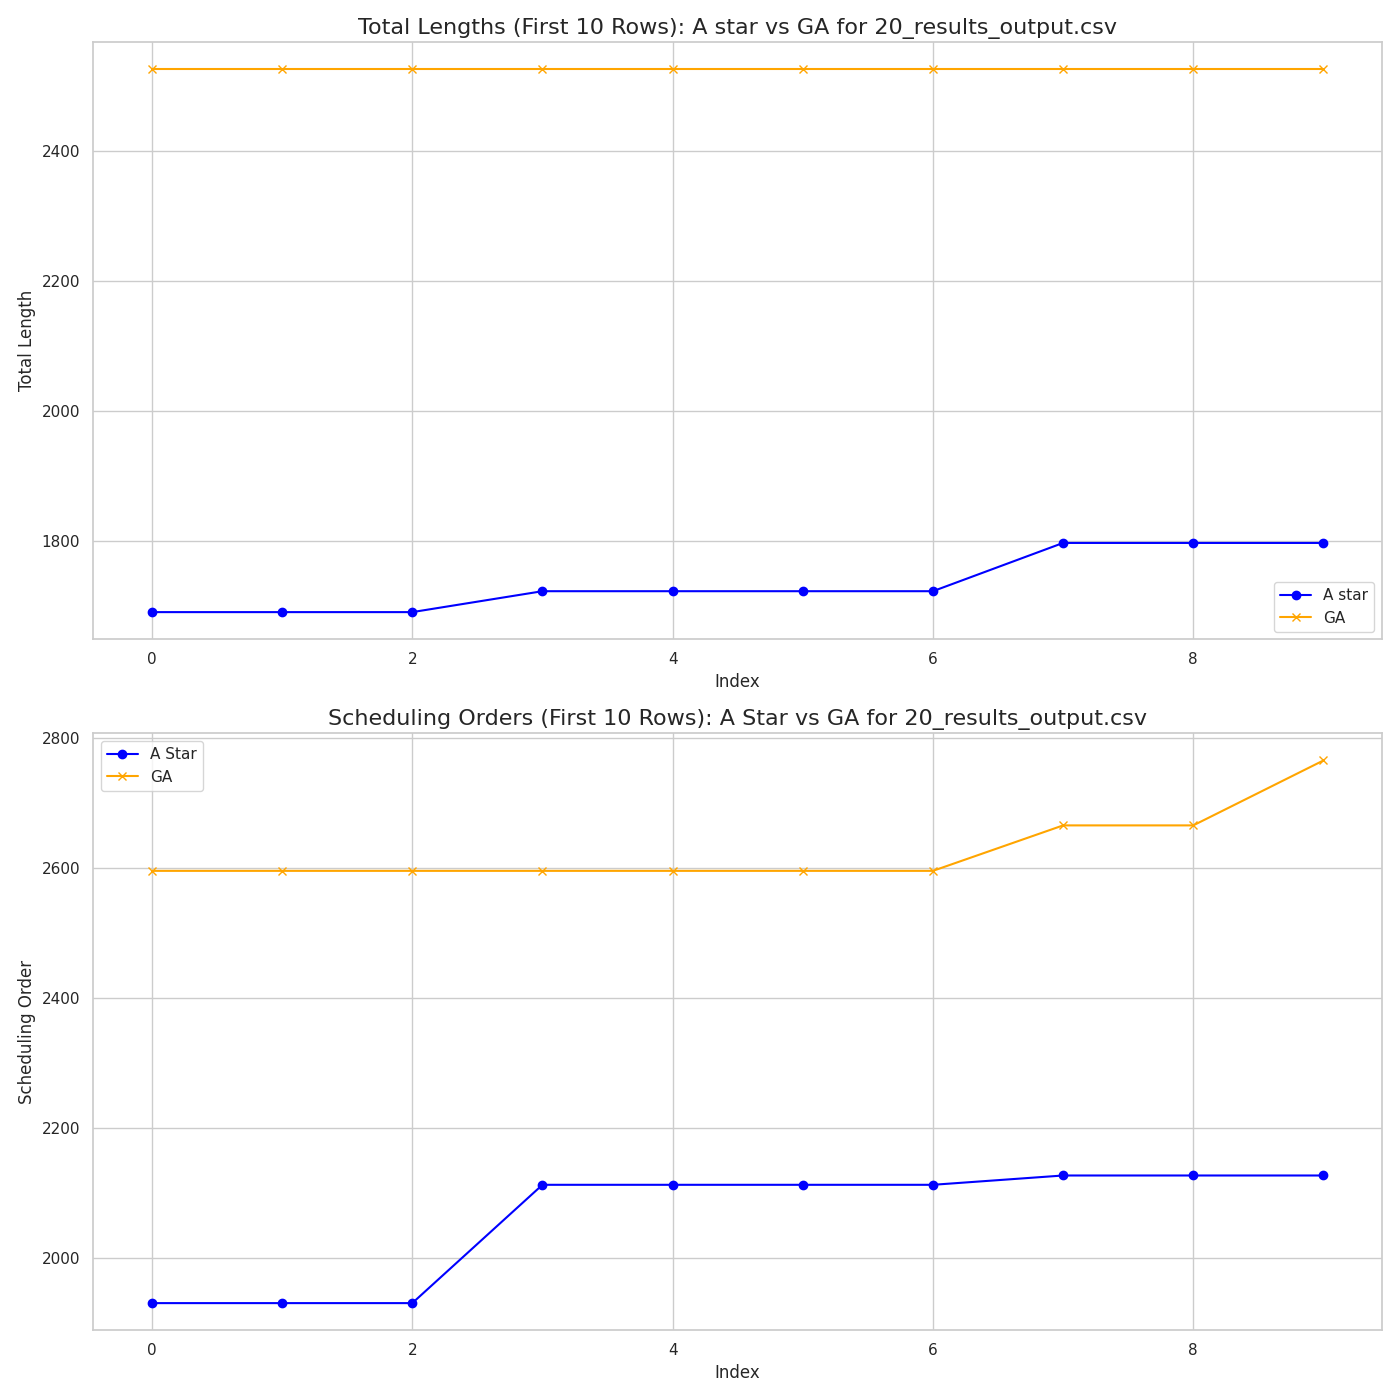 Total Lengths (First 10 Rows): A star vs GA for 20_results_output.csv
2400
2200
2000
1800
Total Length
A star
GA
0 2 4 6 8
Index
Scheduling Orders (First 10 Rows): A Star vs GA for 20_results_output.csv
A Star
GA
2800
2600
2400
2200
2000
Scheduling Order
0 2 4 6 8
Index